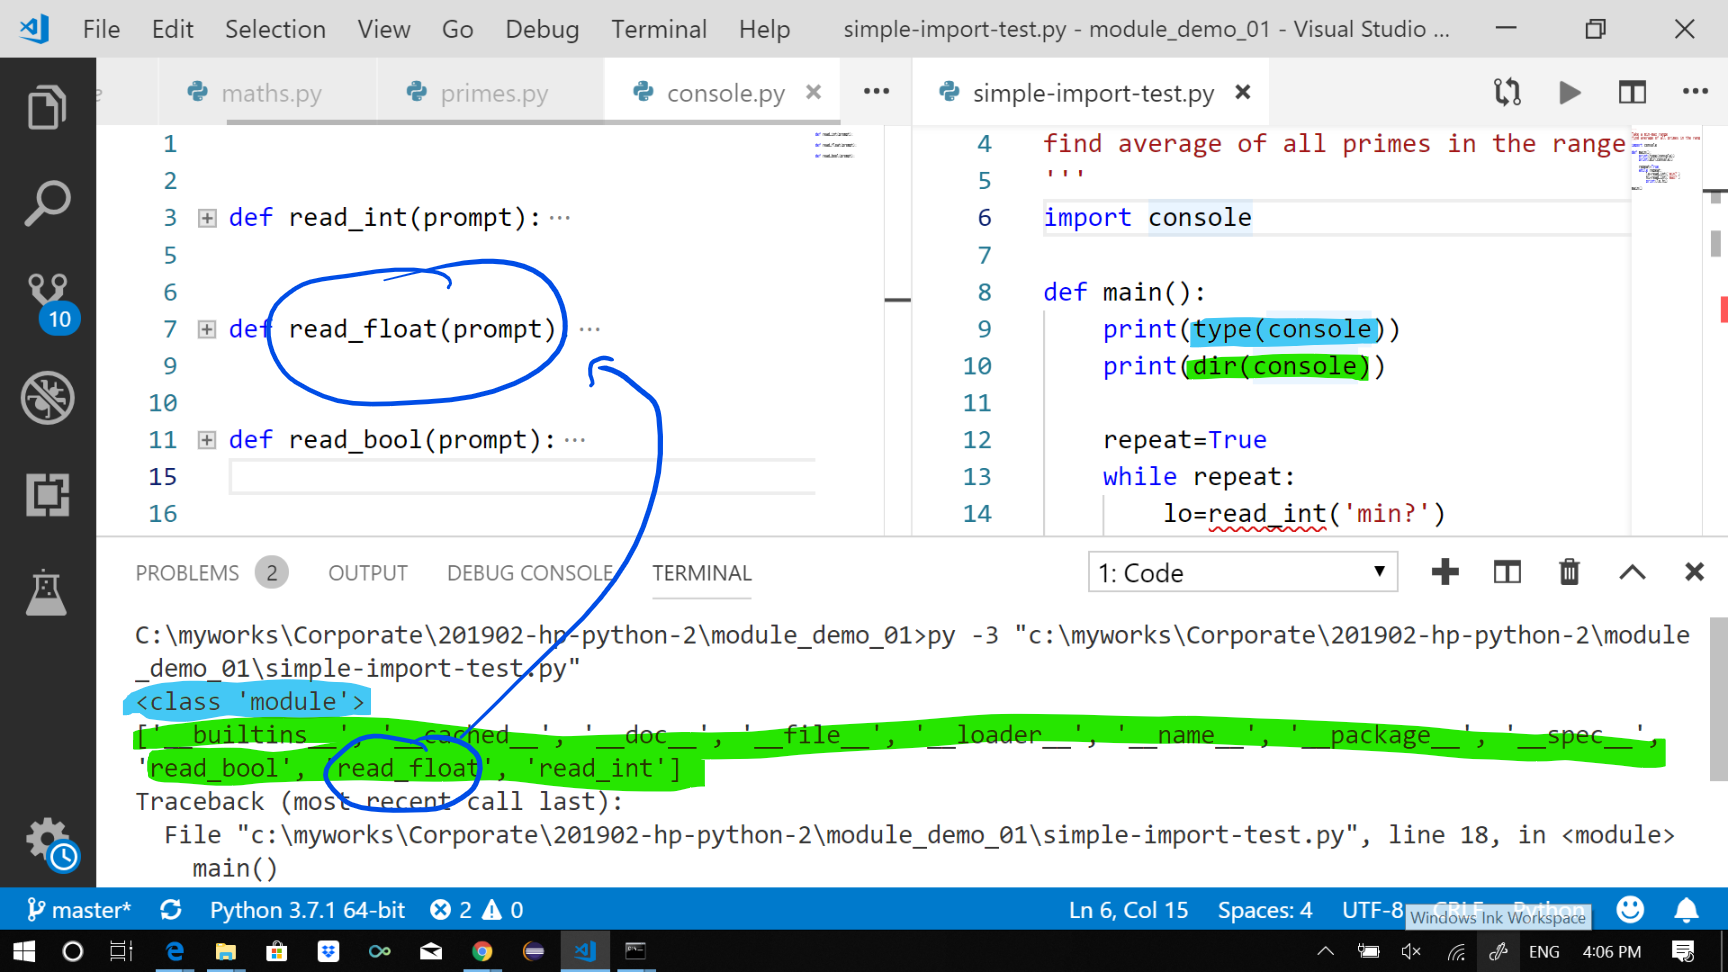 File Edit Selection View Go Debug Terminal Help simple-import-test.py - module_demo_01 - Visual Studio ...
e maths.py primes.py console.py simple-import-test.py
1
2
3 def read_int(prompt):···
5
6
7 def read_float(prompt) ···
9
10
11 def read_bool(prompt):···
15
16
4 find average of all primes in the range
5 '''
6 import console
7
8 def main():
9 print(type(console))
10 print(dir(console))
11
12 repeat=True
13 while repeat:
14 lo=read_int('min?')
10
PROBLEMS 2 OUTPUT DEBUG CONSOLE TERMINAL 1: Code
C:\myworks\Corporate\201902-hp-python-2\module_demo_01>py -3 "c:\myworks\Corporate\201902-hp-python-2\module
_demo_01\simple-import-test.py"
<class 'module'>
['__builtins__', '__cached__', '__doc__', '__file__', '__loader__', '__name__', '__package__', '__spec__',
'read_bool', 'read_float', 'read_int']
Traceback (most recent call last):
File "c:\myworks\Corporate\201902-hp-python-2\module_demo_01\simple-import-test.py", line 18, in <module>
main()
master* Python 3.7.1 64-bit 2 0 Ln 6, Col 15 Spaces: 4 UTF-8 CRLF Python
Windows Ink Workspace
ENG 4:06 PM